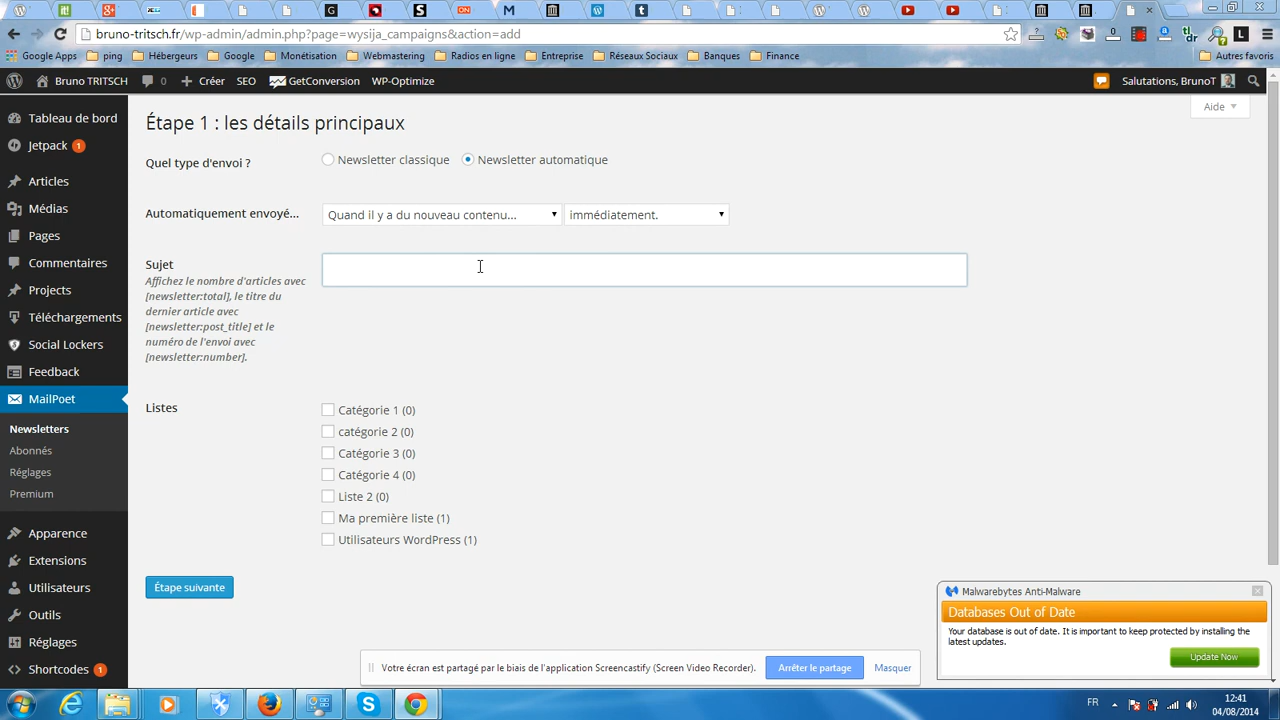 bruno-tritsch.fr/wp-admin/admin.php?page=wysija_campaigns&action=add
Google Apps
ping
Hébergeurs
Google
Monétisation
Webmastering
Radios en ligne
Entreprise
Réseaux Sociaux
Banques
Finance
Autres favoris
Bruno TRITSCH
0
Créer
SEO
GetConversion
WP-Optimize
Salutations, BrunoT
Tableau de bord
Jetpack 1
Articles
Médias
Pages
Commentaires
Projects
Téléchargements
Social Lockers
Feedback
MailPoet
Newsletters
Abonnés
Réglages
Premium
Apparence
Extensions
Utilisateurs
Outils
Réglages
Shortcodes 1
Aide
Étape 1 : les détails principaux
Quel type d'envoi ?
Newsletter classique
Newsletter automatique
Automatiquement envoyé...
Quand il y a du nouveau contenu...
immédiatement.
Sujet
Affichez le nombre d'articles avec
[newsletter:total], le titre du
dernier article avec
[newsletter:post_title] et le
numéro de l'envoi avec
[newsletter:number].
Listes
Catégorie 1 (0)
catégorie 2 (0)
Catégorie 3 (0)
Catégorie 4 (0)
Liste 2 (0)
Ma première liste (1)
Utilisateurs WordPress (1)
Étape suivante
Malwarebytes Anti-Malware
Databases Out of Date
Your database is out of date. It is important to keep protected by installing the
latest updates.
Update Now
Votre écran est partagé par le biais de l'application Screencastify (Screen Video Recorder).
Arrêter le partage
Masquer
FR
12:41
04/08/2014